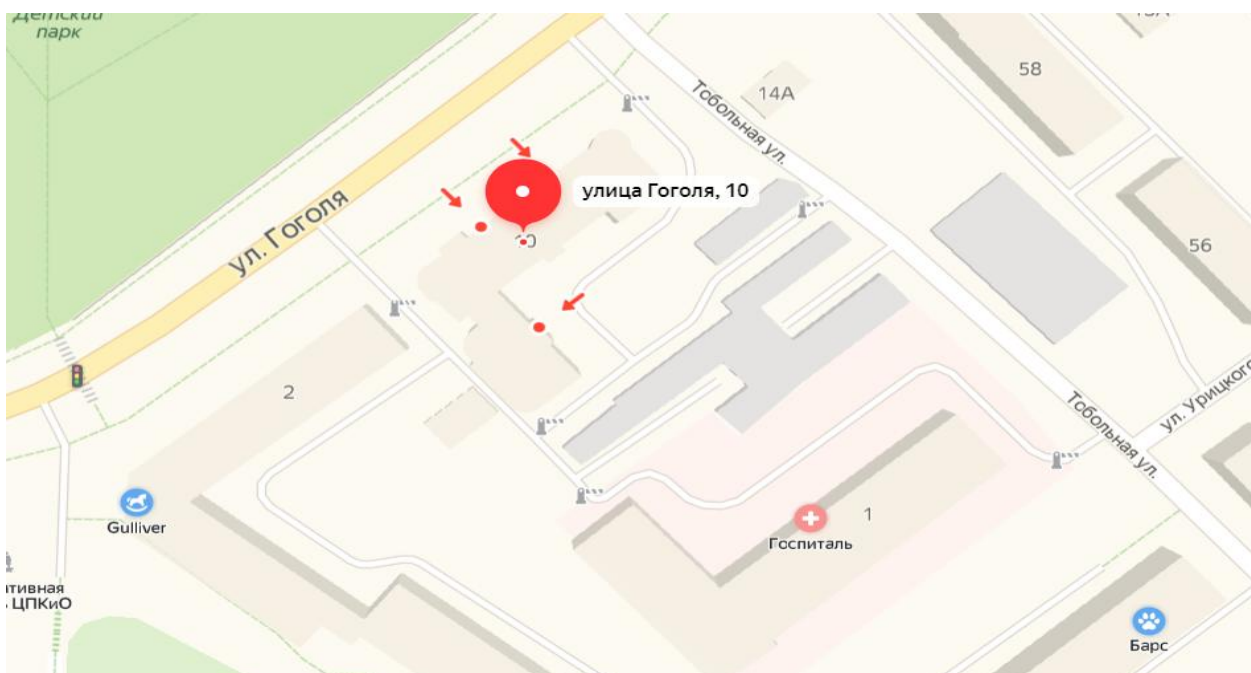 Детский
парк
58
14А
Тобольная ул.
улица Гоголя, 10
ул. Гоголя
10
56
2
Тобольная ул.
ул. Урицкого
Gulliver
1
Госпиталь
ЦПКиО
Барс